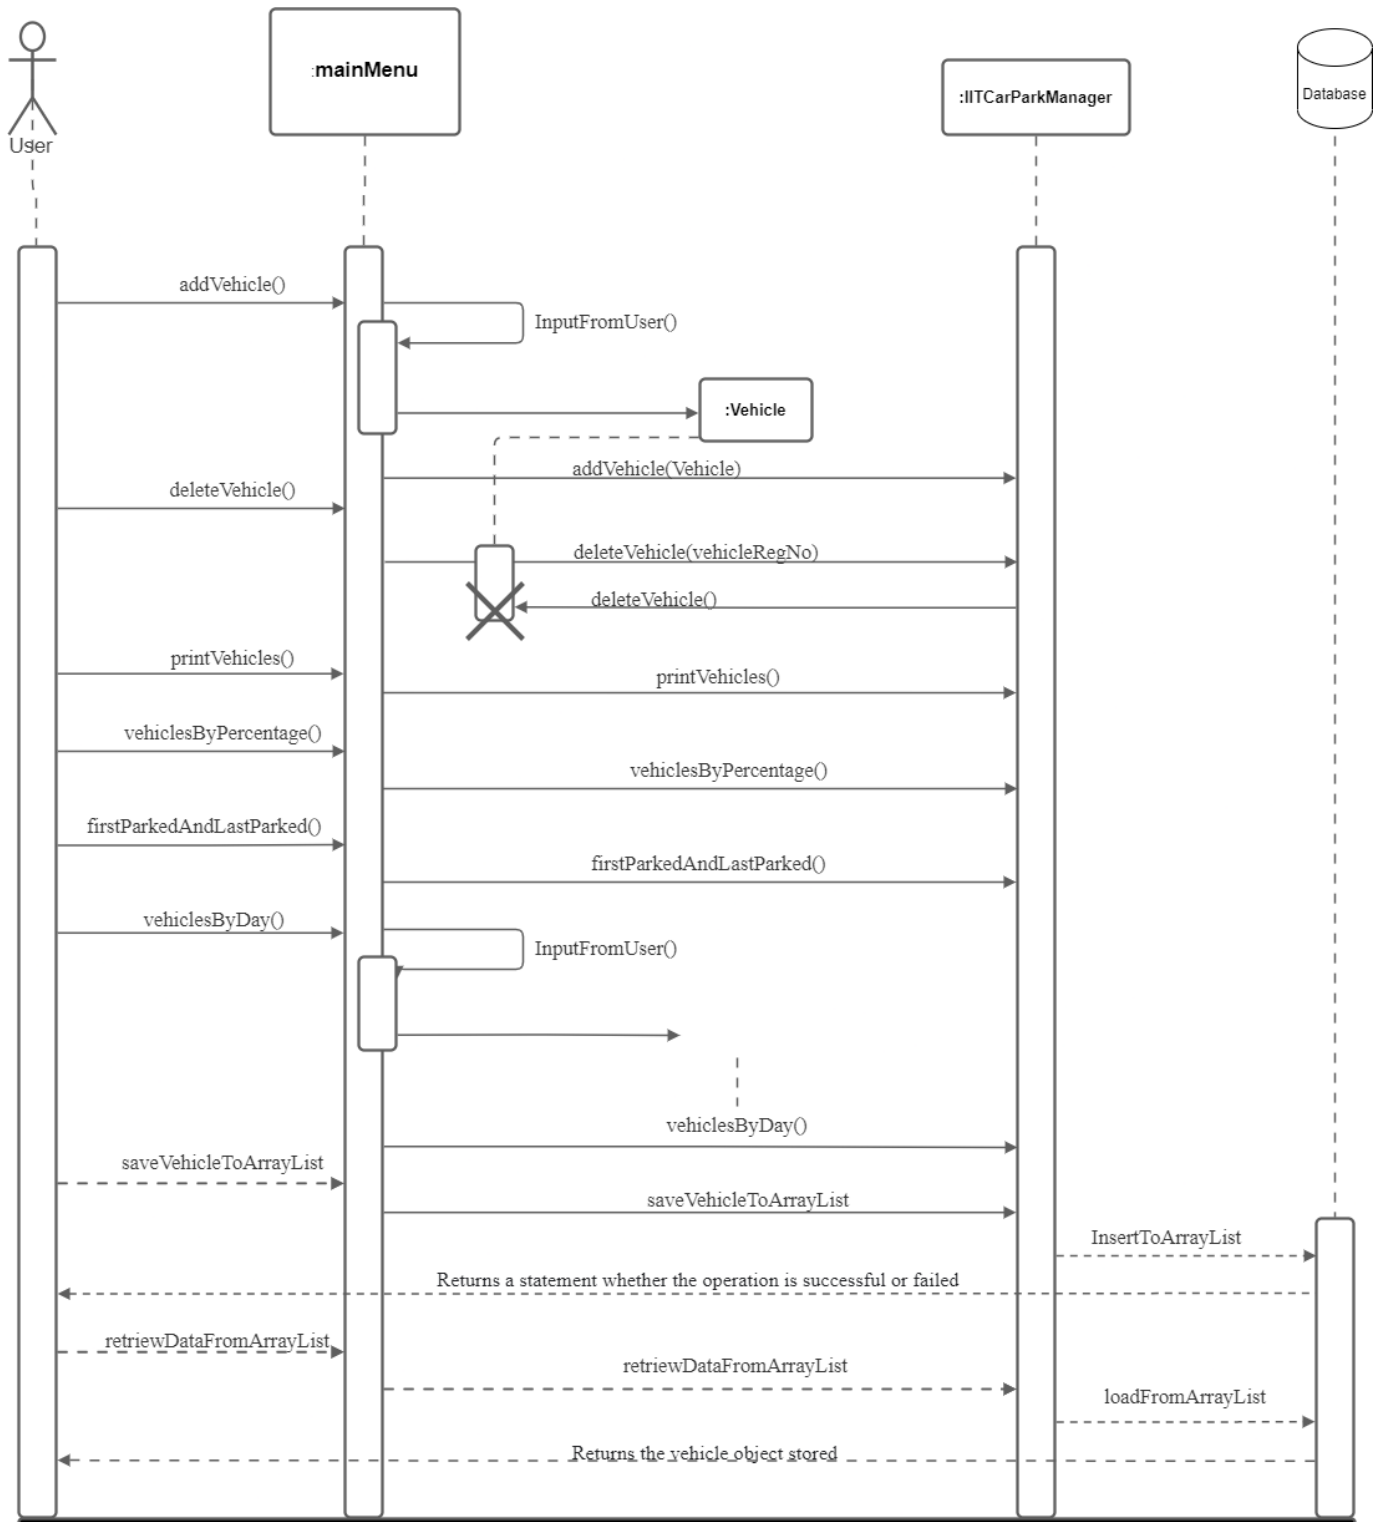 :mainMenu
:IITCarParkManager
Database
User
addVehicle()
InputFromUser()
:Vehicle
addVehicle(Vehicle)
deleteVehicle()
deleteVehicle(vehicleRegNo)
deleteVehicle()
printVehicles()
printVehicles()
vehiclesByPercentage()
vehiclesByPercentage()
firstParkedAndLastParked()
firstParkedAndLastParked()
vehiclesByDay()
InputFromUser()
vehiclesByDay()
saveVehicleToArrayList
saveVehicleToArrayList
InsertToArrayList
Returns a statement whether the operation is successful or failed
retriewDataFromArrayList
retriewDataFromArrayList
loadFromArrayList
Returns the vehicle object stored